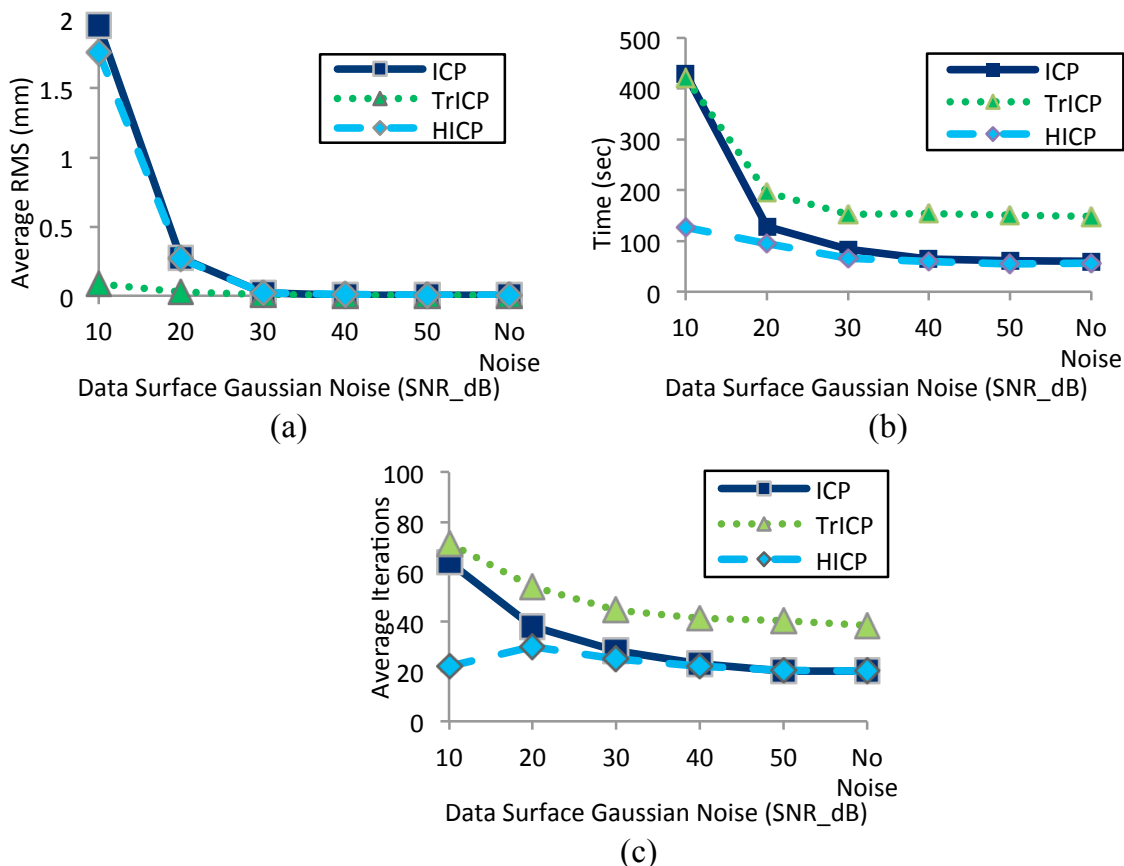 Average RMS (mm)
2
1.5
1
0.5
0
ICP
TrICP
HICP
10 20 30 40 50 No
Noise
Data Surface Gaussian Noise (SNR_dB)
(a)
Time (sec)
500
400
300
200
100
0
ICP
TrICP
HICP
10 20 30 40 50 No
Noise
Data Surface Gaussian Noise (SNR_dB)
(b)
Average Iterations
100
80
60
40
20
0
ICP
TrICP
HICP
10 20 30 40 50 No
Noise
Data Surface Gaussian Noise (SNR_dB)
(c)